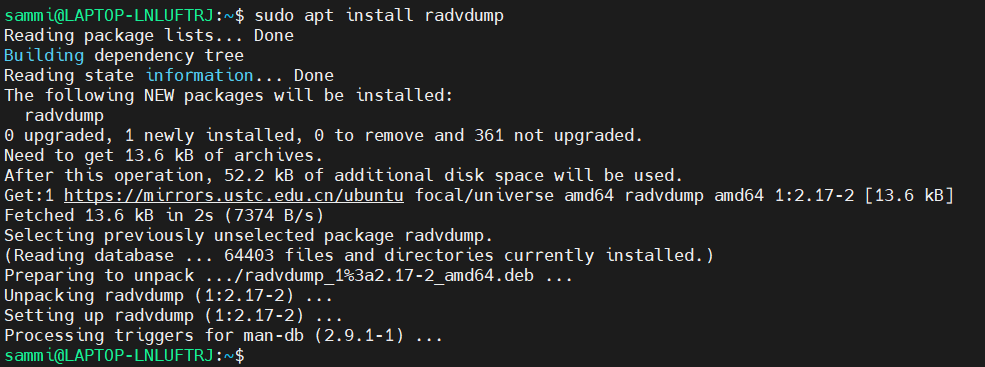 sammi@LAPTOP-LNLUFTRJ:~$ sudo apt install radvdump
Reading package lists... Done
Building dependency tree
Reading state information... Done
The following NEW packages will be installed:
  radvdump
0 upgraded, 1 newly installed, 0 to remove and 361 not upgraded.
Need to get 13.6 kB of archives.
After this operation, 52.2 kB of additional disk space will be used.
Get:1 https://mirrors.ustc.edu.cn/ubuntu focal/universe amd64 radvdump amd64 1:2.17-2 [13.6 kB]
Fetched 13.6 kB in 2s (7374 B/s)
Selecting previously unselected package radvdump.
(Reading database ... 64403 files and directories currently installed.)
Preparing to unpack .../radvdump_1%3a2.17-2_amd64.deb ...
Unpacking radvdump (1:2.17-2) ...
Setting up radvdump (1:2.17-2) ...
Processing triggers for man-db (2.9.1-1) ...
sammi@LAPTOP-LNLUFTRJ:~$